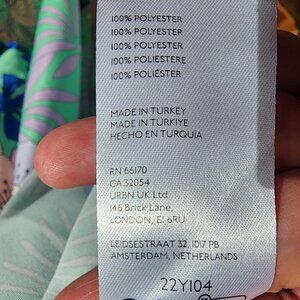 100% POLYESTER
100% POLYESTER
100% POLYESTER
100% POLIESTERE
100% POLIÉSTER
MADE IN TURKEY
MADE IN TÜRKIYE
HECHO EN TURQUÍA
RN 66170
CA 32054
URBN UK Ltd
146 Brick Lane,
LONDON, E1 6RU
LEIDSESTRAAT 32, 1017 PB
AMSTERDAM, NETHERLANDS
22Y104